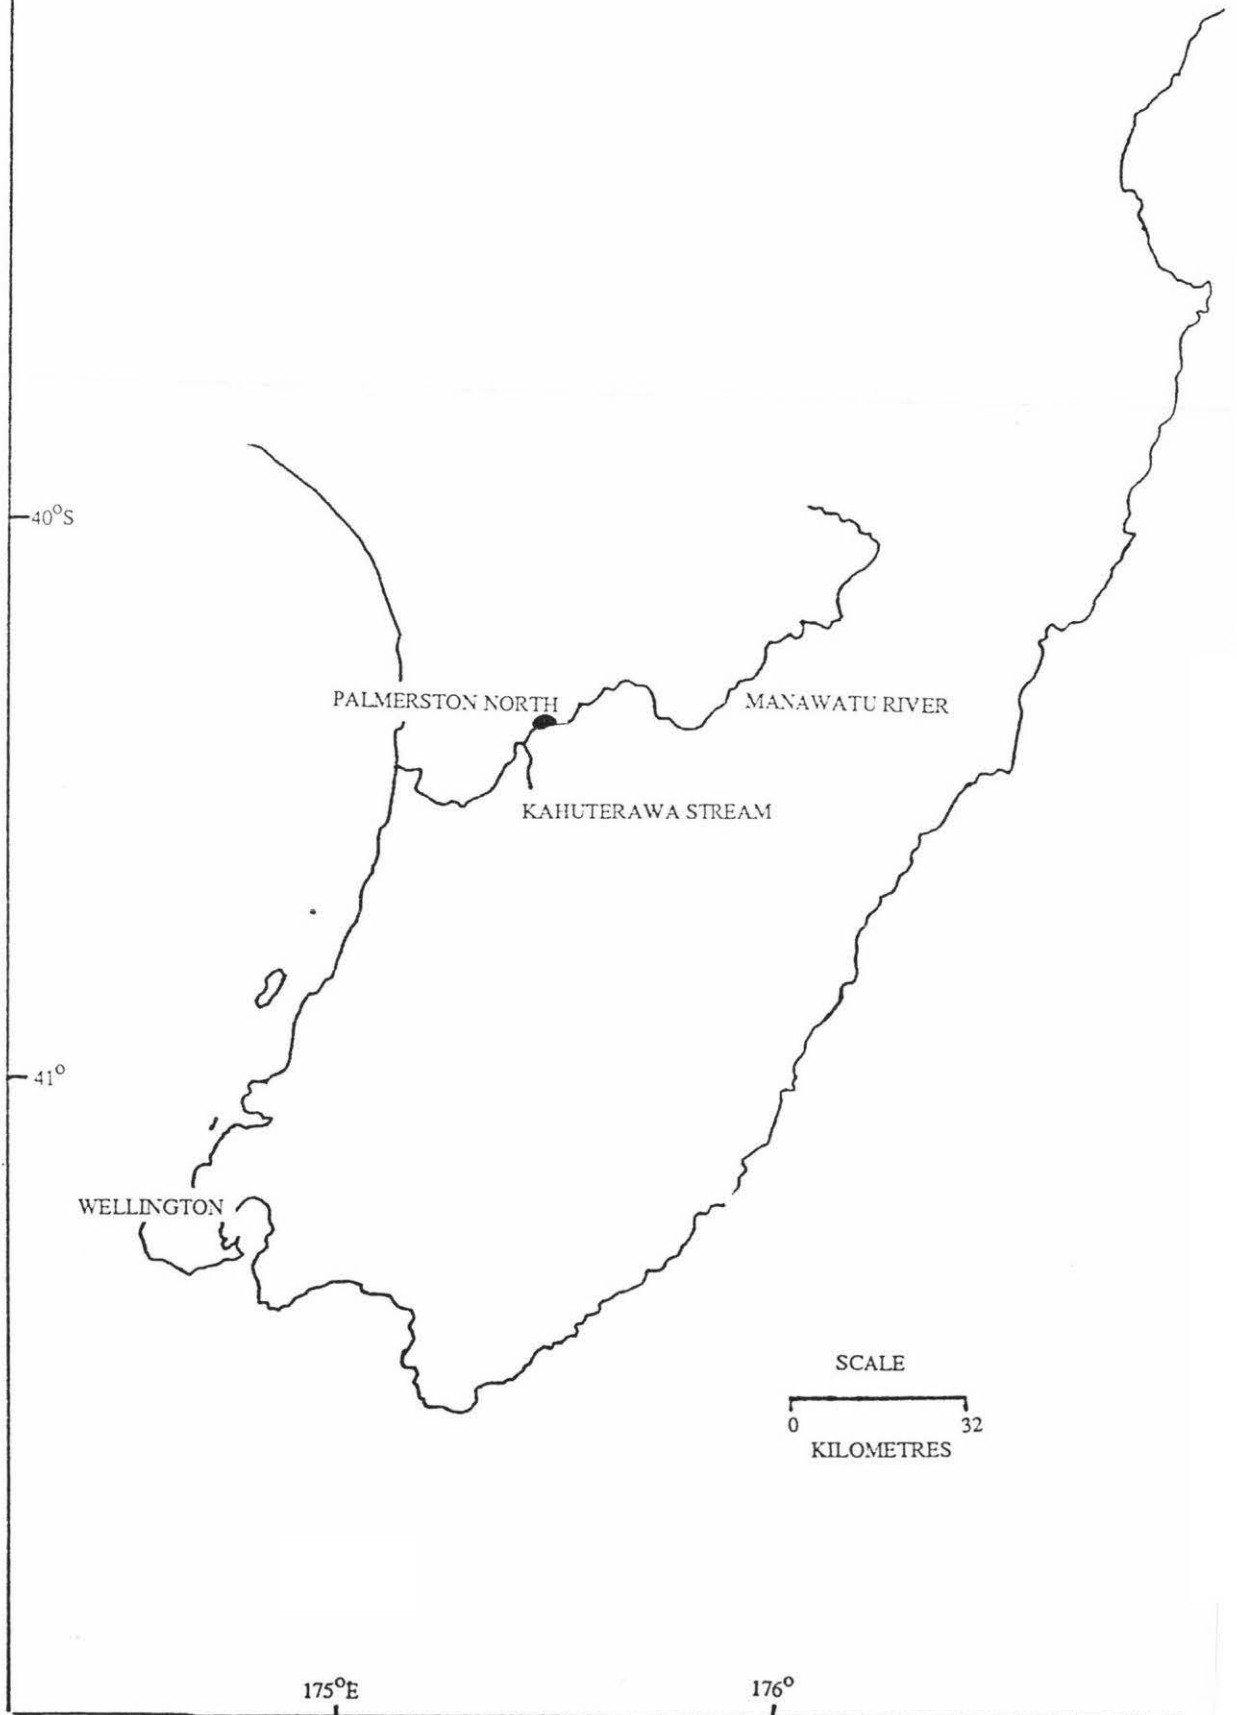 40°S
PALMERSTON NORTH
MANAWATU RIVER
KAHUTERAWA STREAM
41°
WELLINGTON
SCALE
0 32
KILOMETRES
175°E 176°